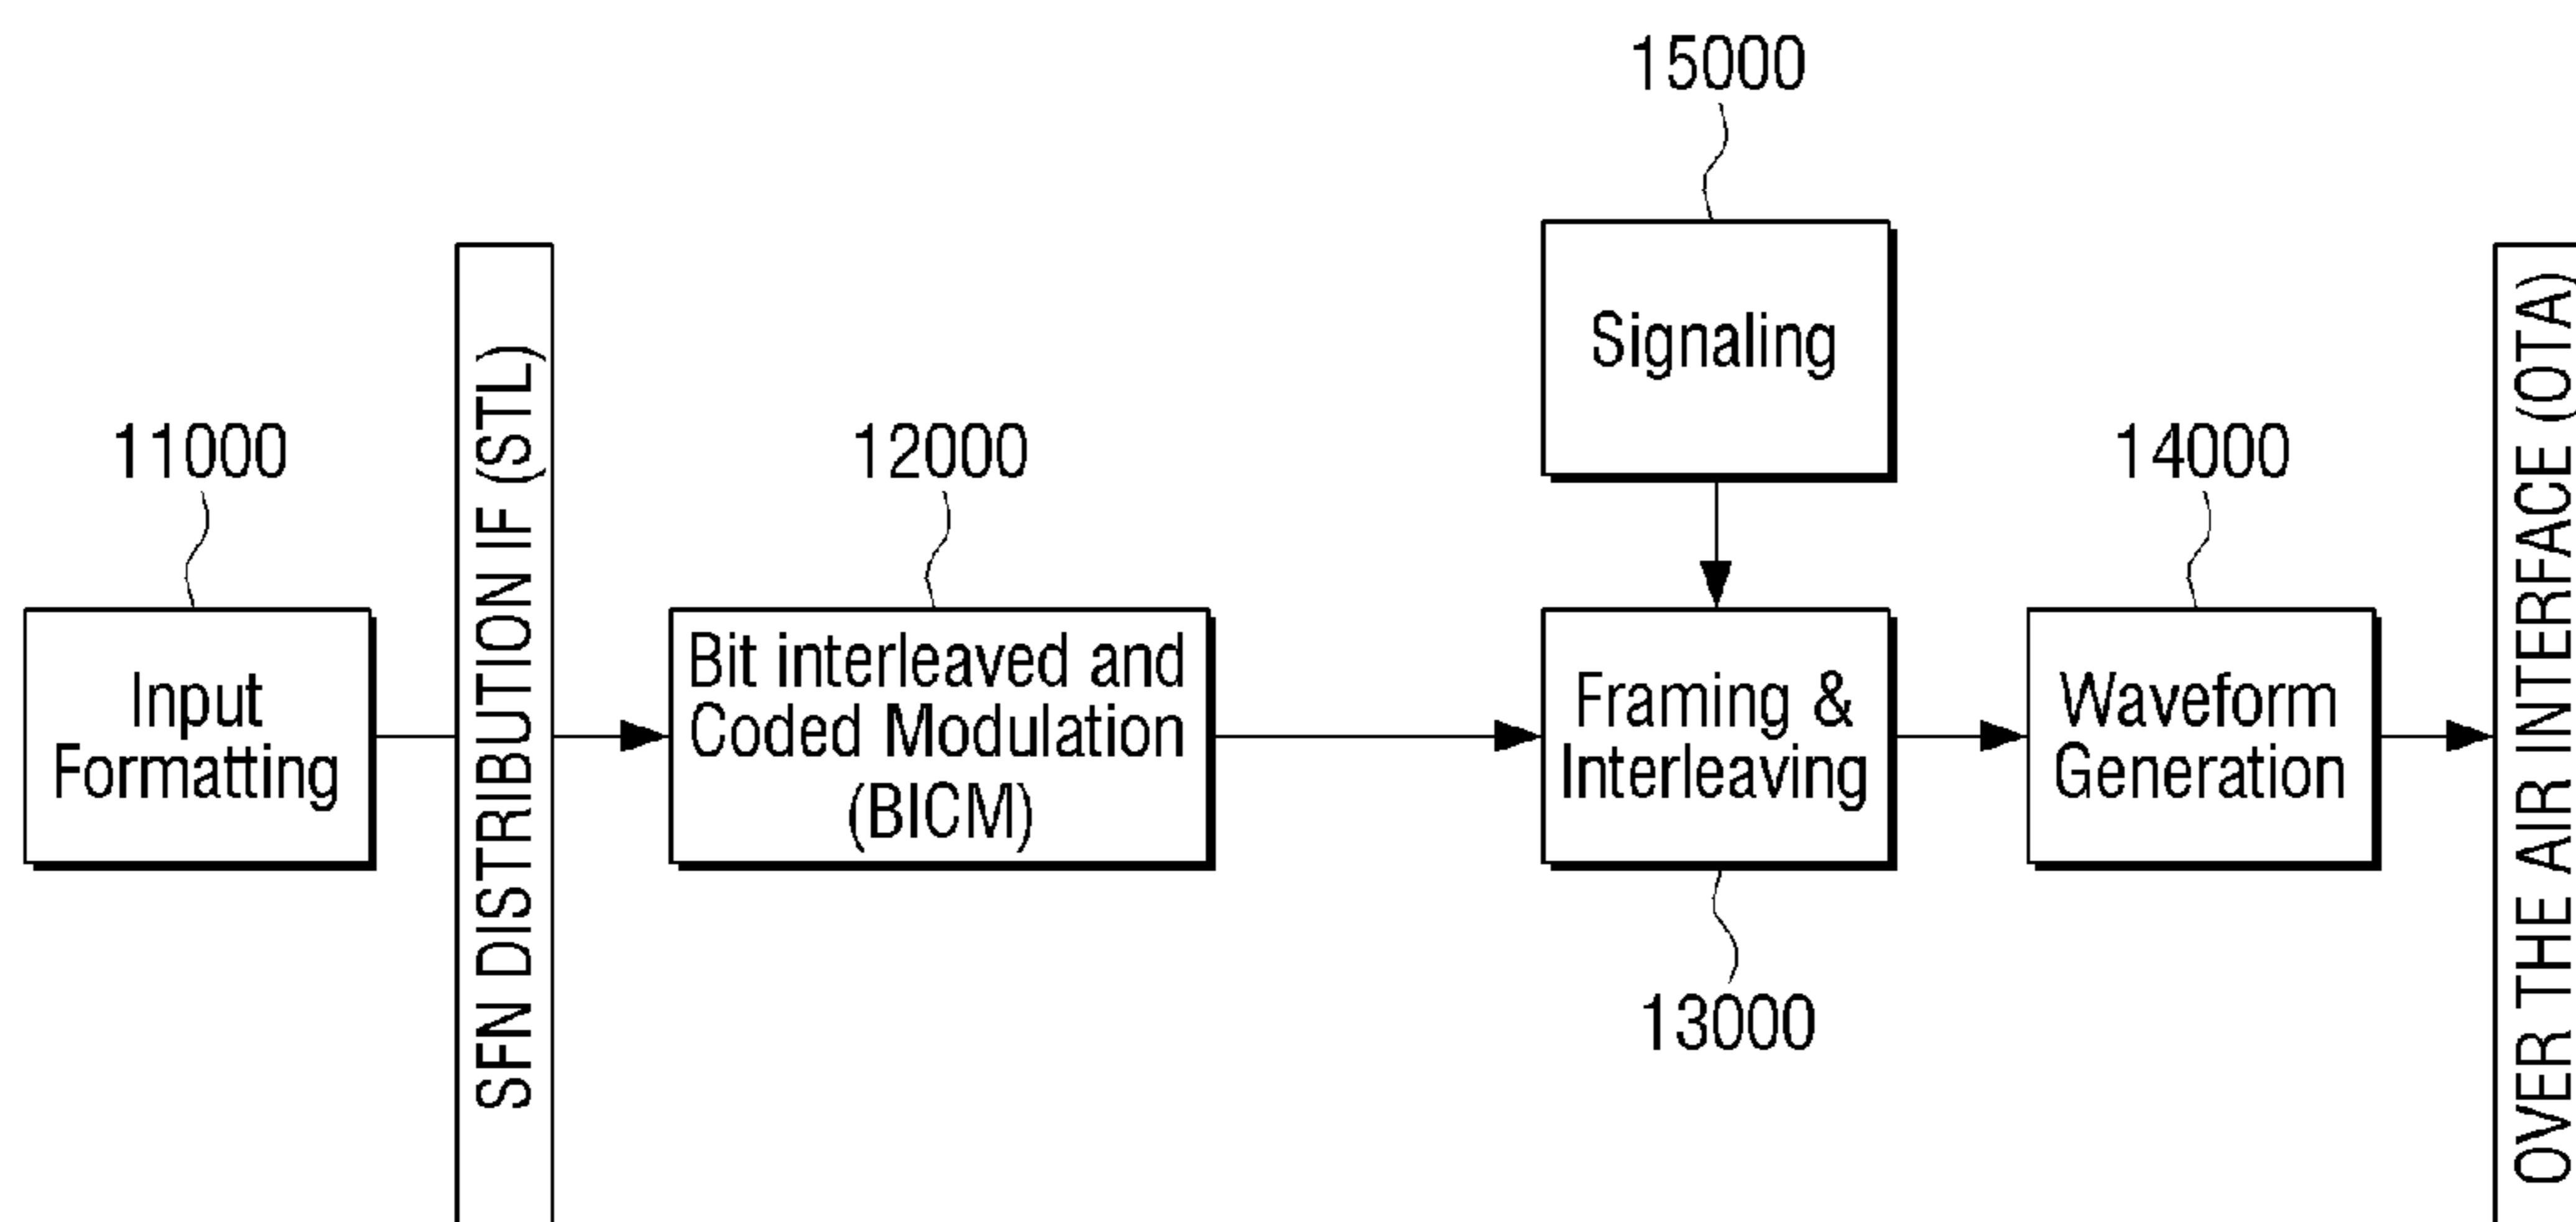 15000
Signaling
11000
Input
Formatting
SFN DISTRIBUTION IF (STL)
12000
Bit interleaved and
Coded Modulation
(BICM)
Framing &
Interleaving
13000
14000
Waveform
Generation
OVER THE AIR INTERFACE (OTA)